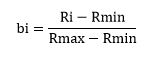 bi = Ri − Rmin / Rmax − Rmin